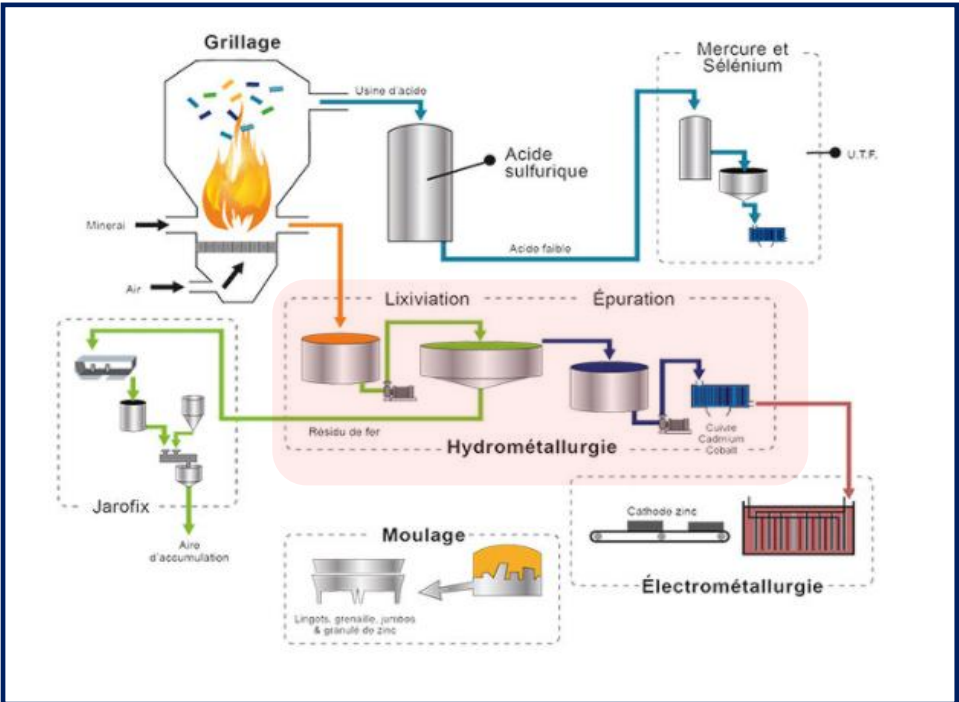 Grillage
Usine d'acide
Mercure et
Sélénium
Acide
sulfurique
U.T.F.
Minerai
Acide faible
Air
Lixiviation
Épuration
Résidu de fer
Hydrométallurgie
Cuivre
Cadmium
Cobalt
Jarofix
Aire
d'accumulation
Moulage
Lingots, grenaille, jumbos
& granulé de zinc
Cathode zinc
Électrométallurgie